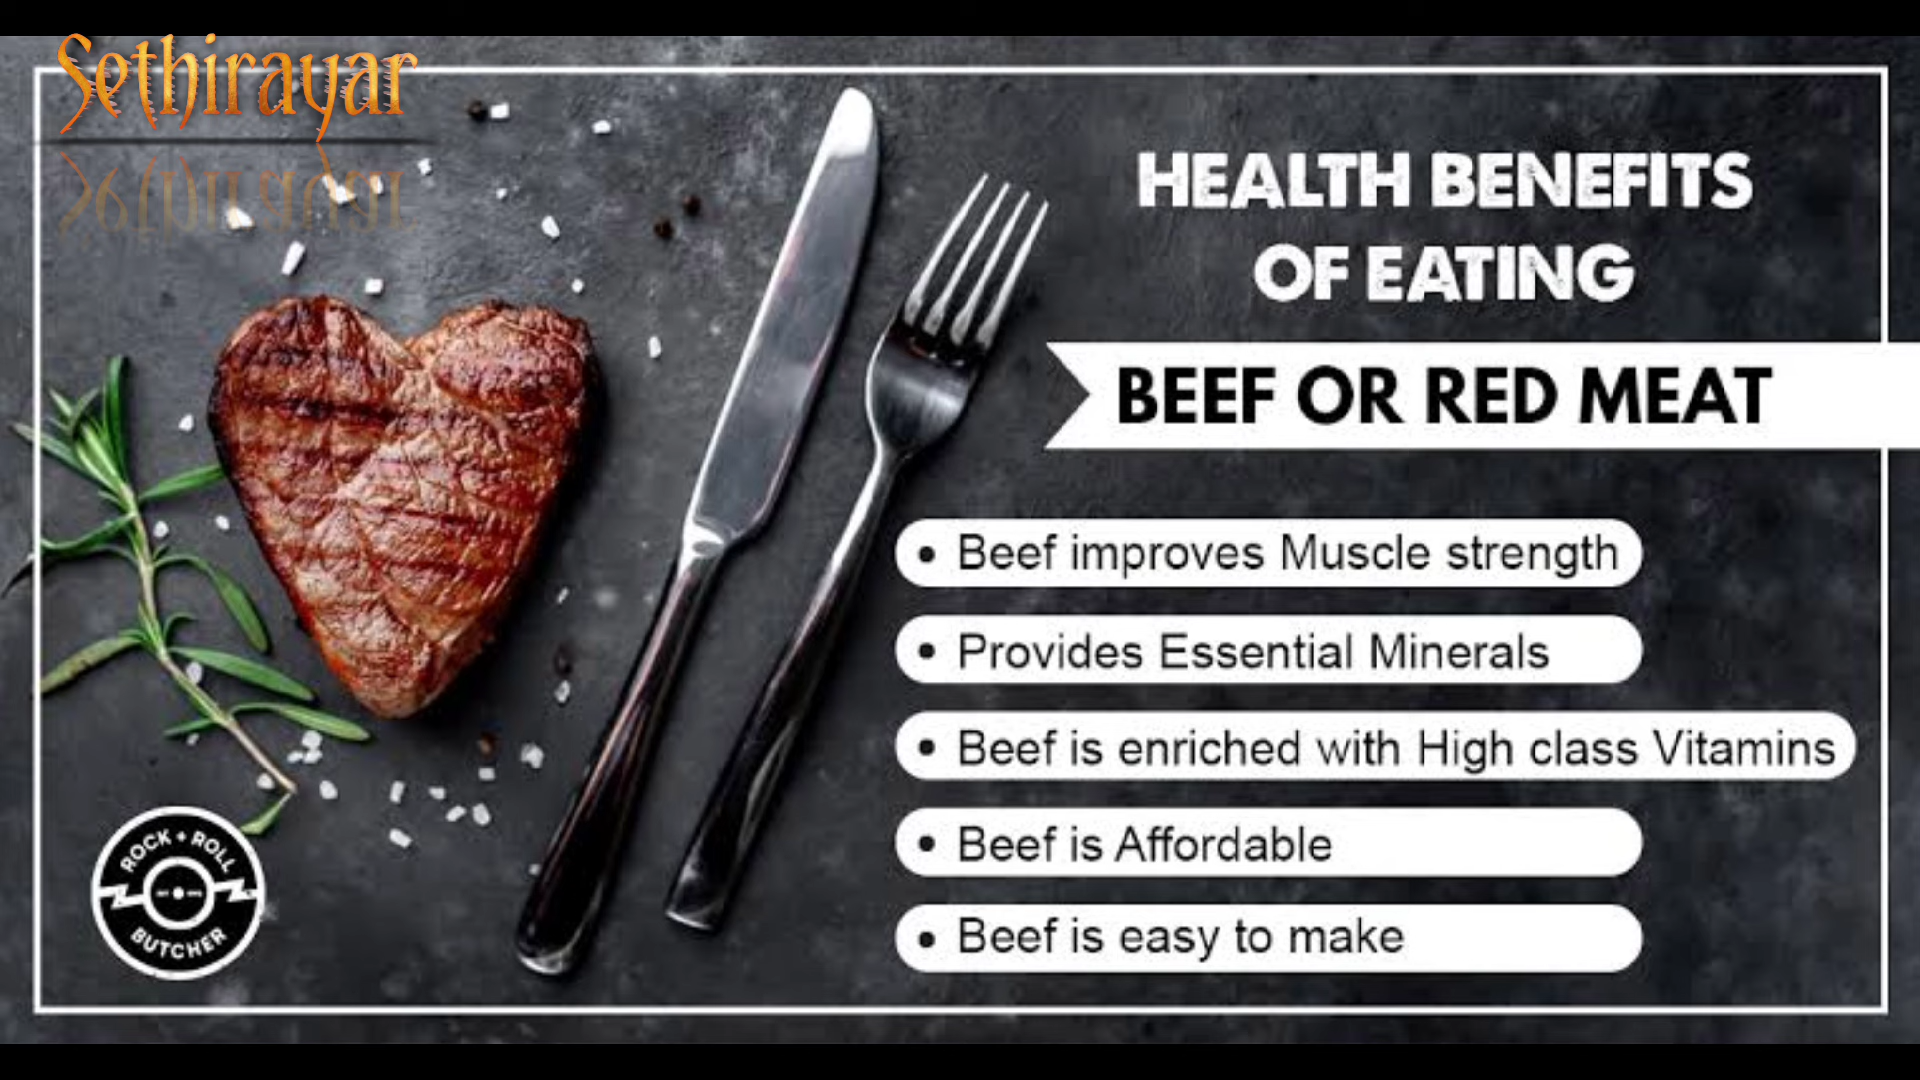 Sethirayar
HEALTH BENEFITS
OF EATING
BEEF OR RED MEAT
• Beef improves Muscle strength
• Provides Essential Minerals
• Beef is enriched with High class Vitamins
• Beef is Affordable
• Beef is easy to make
ROCK + ROLL
BUTCHER